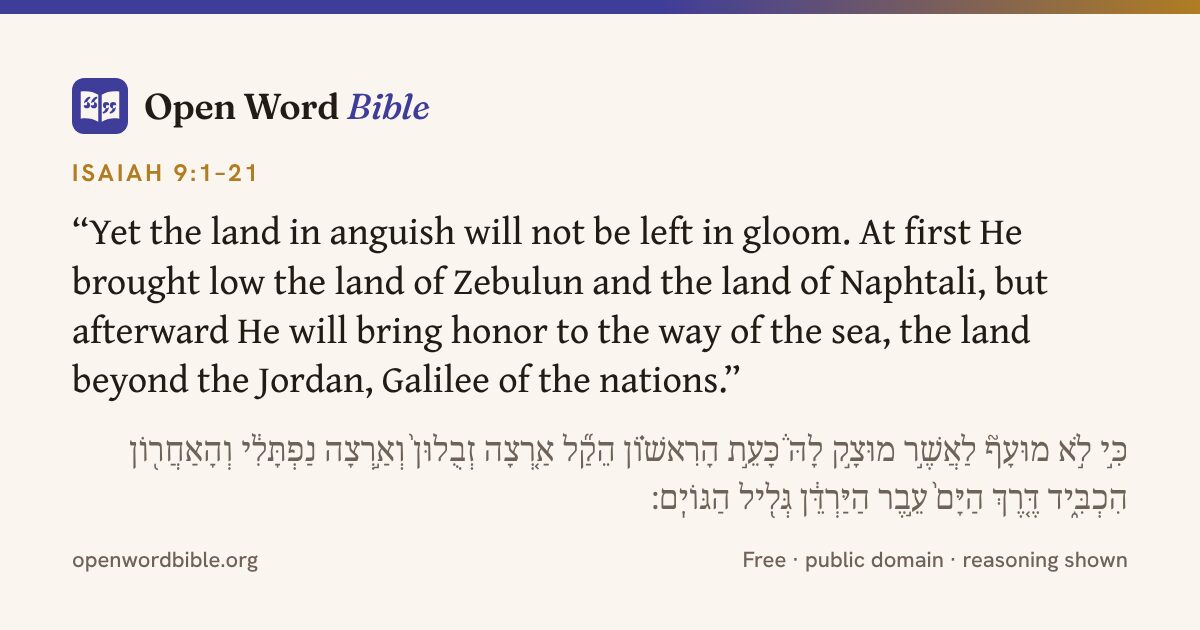 Open Word Bible
ISAIAH 9:1–21
“Yet the land in anguish will not be left in gloom. At first He
brought low the land of Zebulun and the land of Naphtali, but
afterward He will bring honor to the way of the sea, the land
beyond the Jordan, Galilee of the nations.”
כִּ֣י לֹ֣א מוּעָף֮ לַאֲשֶׁ֣ר מוּצָ֣ק לָהּ֒ כָּעֵ֣ת הָרִאשׁ֗וֹן הֵקַ֞ל אַ֤רְצָה זְבֻלוּן֙ וְאַ֣רְצָה נַפְתָּלִ֔י וְהָאַחֲר֖וֹן
הִכְבִּ֑יד דֶּ֤רֶךְ הַיָּם֙ עֵ֣בֶר הַיַּרְדֵּ֔ן גְּלִ֖יל הַגּוֹיִֽם׃
openwordbible.org
Free · public domain · reasoning shown